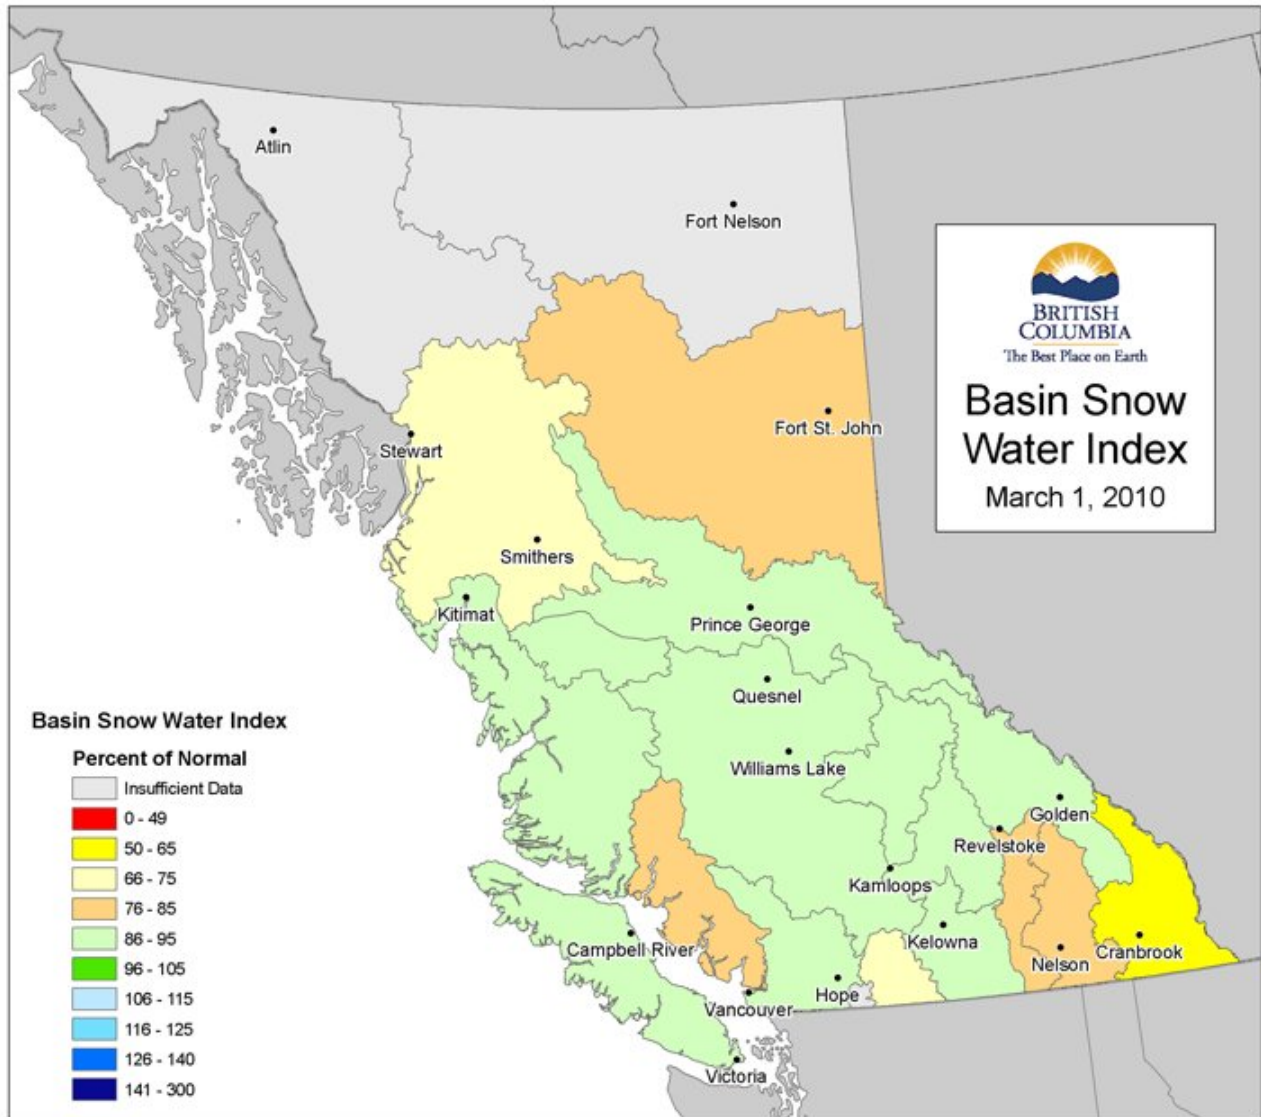 Atlin
Fort Nelson
BRITISH
COLUMBIA
The Best Place on Earth
Basin Snow
Water Index
March 1, 2010
Fort St. John
Stewart
Smithers
Kitimat
Prince George
Quesnel
Williams Lake
Golden
Revelstoke
Kamloops
Campbell River
Kelowna
Nelson
Cranbrook
Hope
Vancouver
Victoria
Basin Snow Water Index
Percent of Normal
Insufficient Data
0 - 49
50 - 65
66 - 75
76 - 85
86 - 95
96 - 105
106 - 115
116 - 125
126 - 140
141 - 300